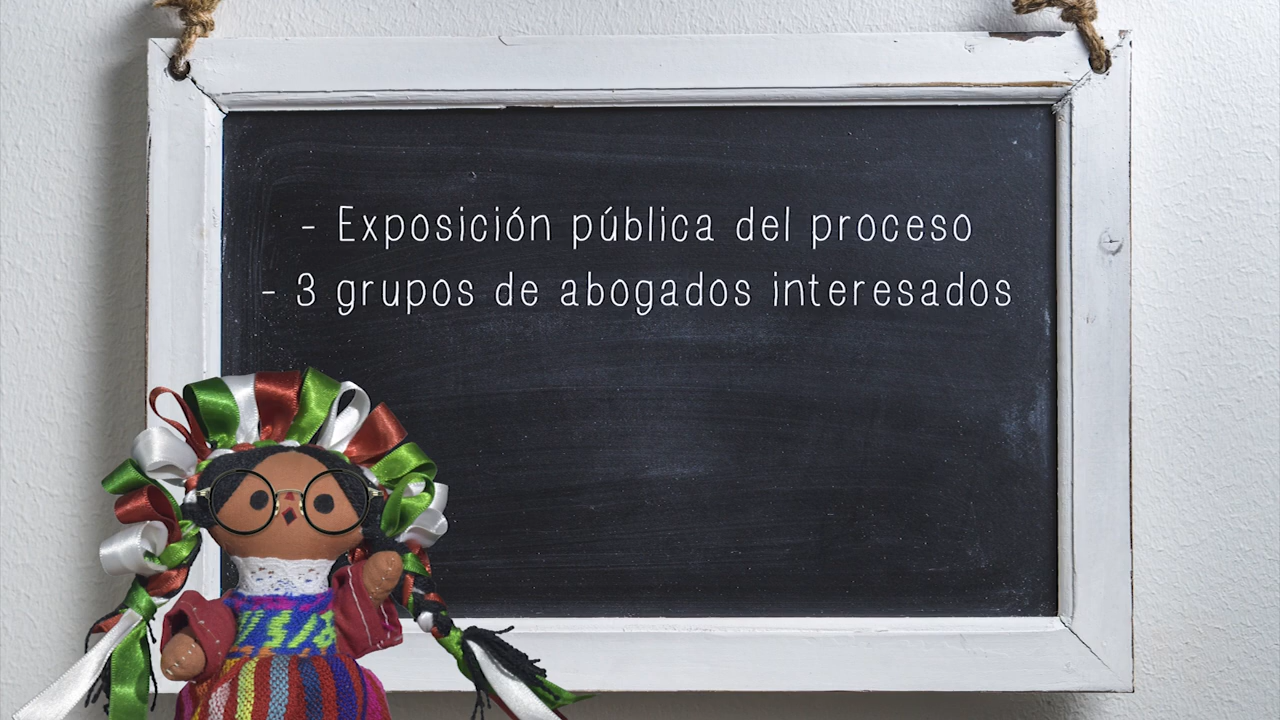 - Exposición pública del proceso
- 3 grupos de abogados interesados